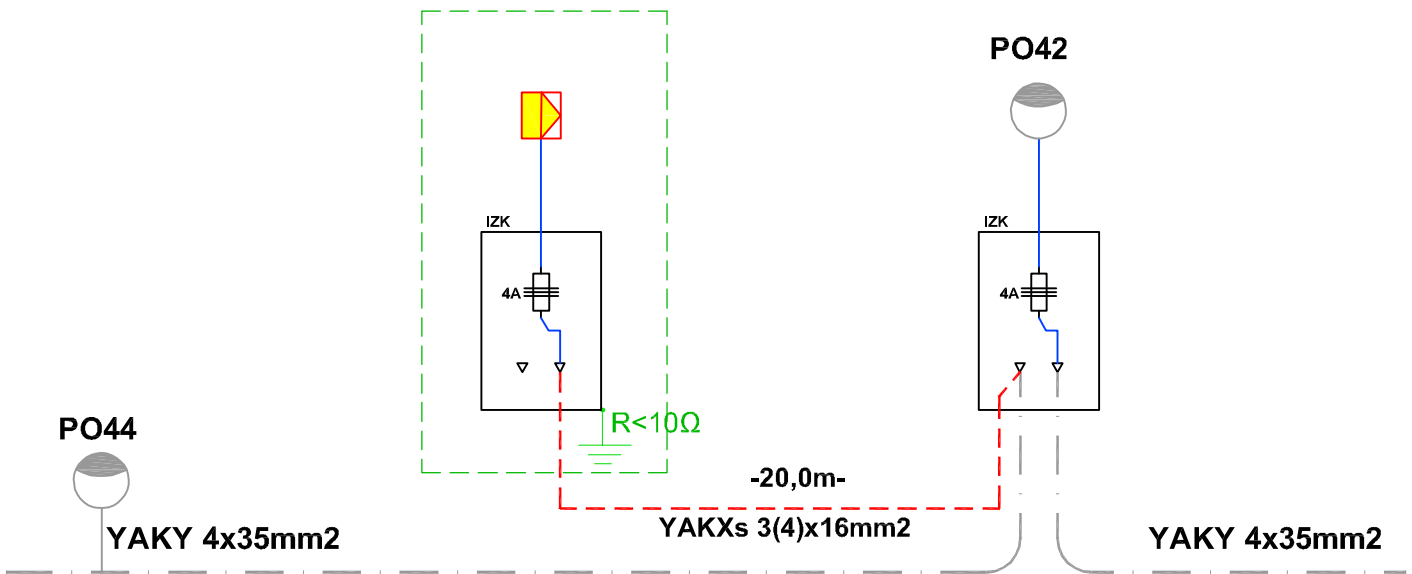 PO42
IZK
IZK
4A
4A
R<10Ω
PO44
-20,0m-
YAKXs 3(4)x16mm2
YAKY 4x35mm2
YAKY 4x35mm2